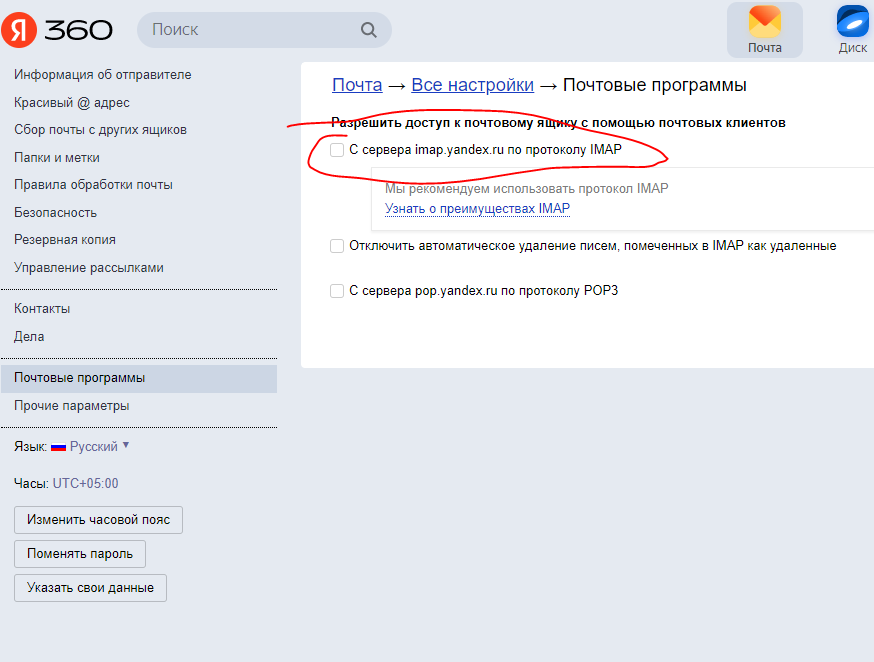 Я 360
Поиск
Почта
Диск
Информация об отправителе
Красивый @ адрес
Сбор почты с других ящиков
Папки и метки
Правила обработки почты
Безопасность
Резервная копия
Управление рассылками
Контакты
Дела
Почтовые программы
Прочие параметры
Язык: Русский
Часы: UTC+05:00
Изменить часовой пояс
Поменять пароль
Указать свои данные
Почта → Все настройки → Почтовые программы
Разрешить доступ к почтовому ящику с помощью почтовых клиентов
С сервера imap.yandex.ru по протоколу IMAP
Мы рекомендуем использовать протокол IMAP
Узнать о преимуществах IMAP
Отключить автоматическое удаление писем, помеченных в IMAP как удаленные
С сервера pop.yandex.ru по протоколу POP3